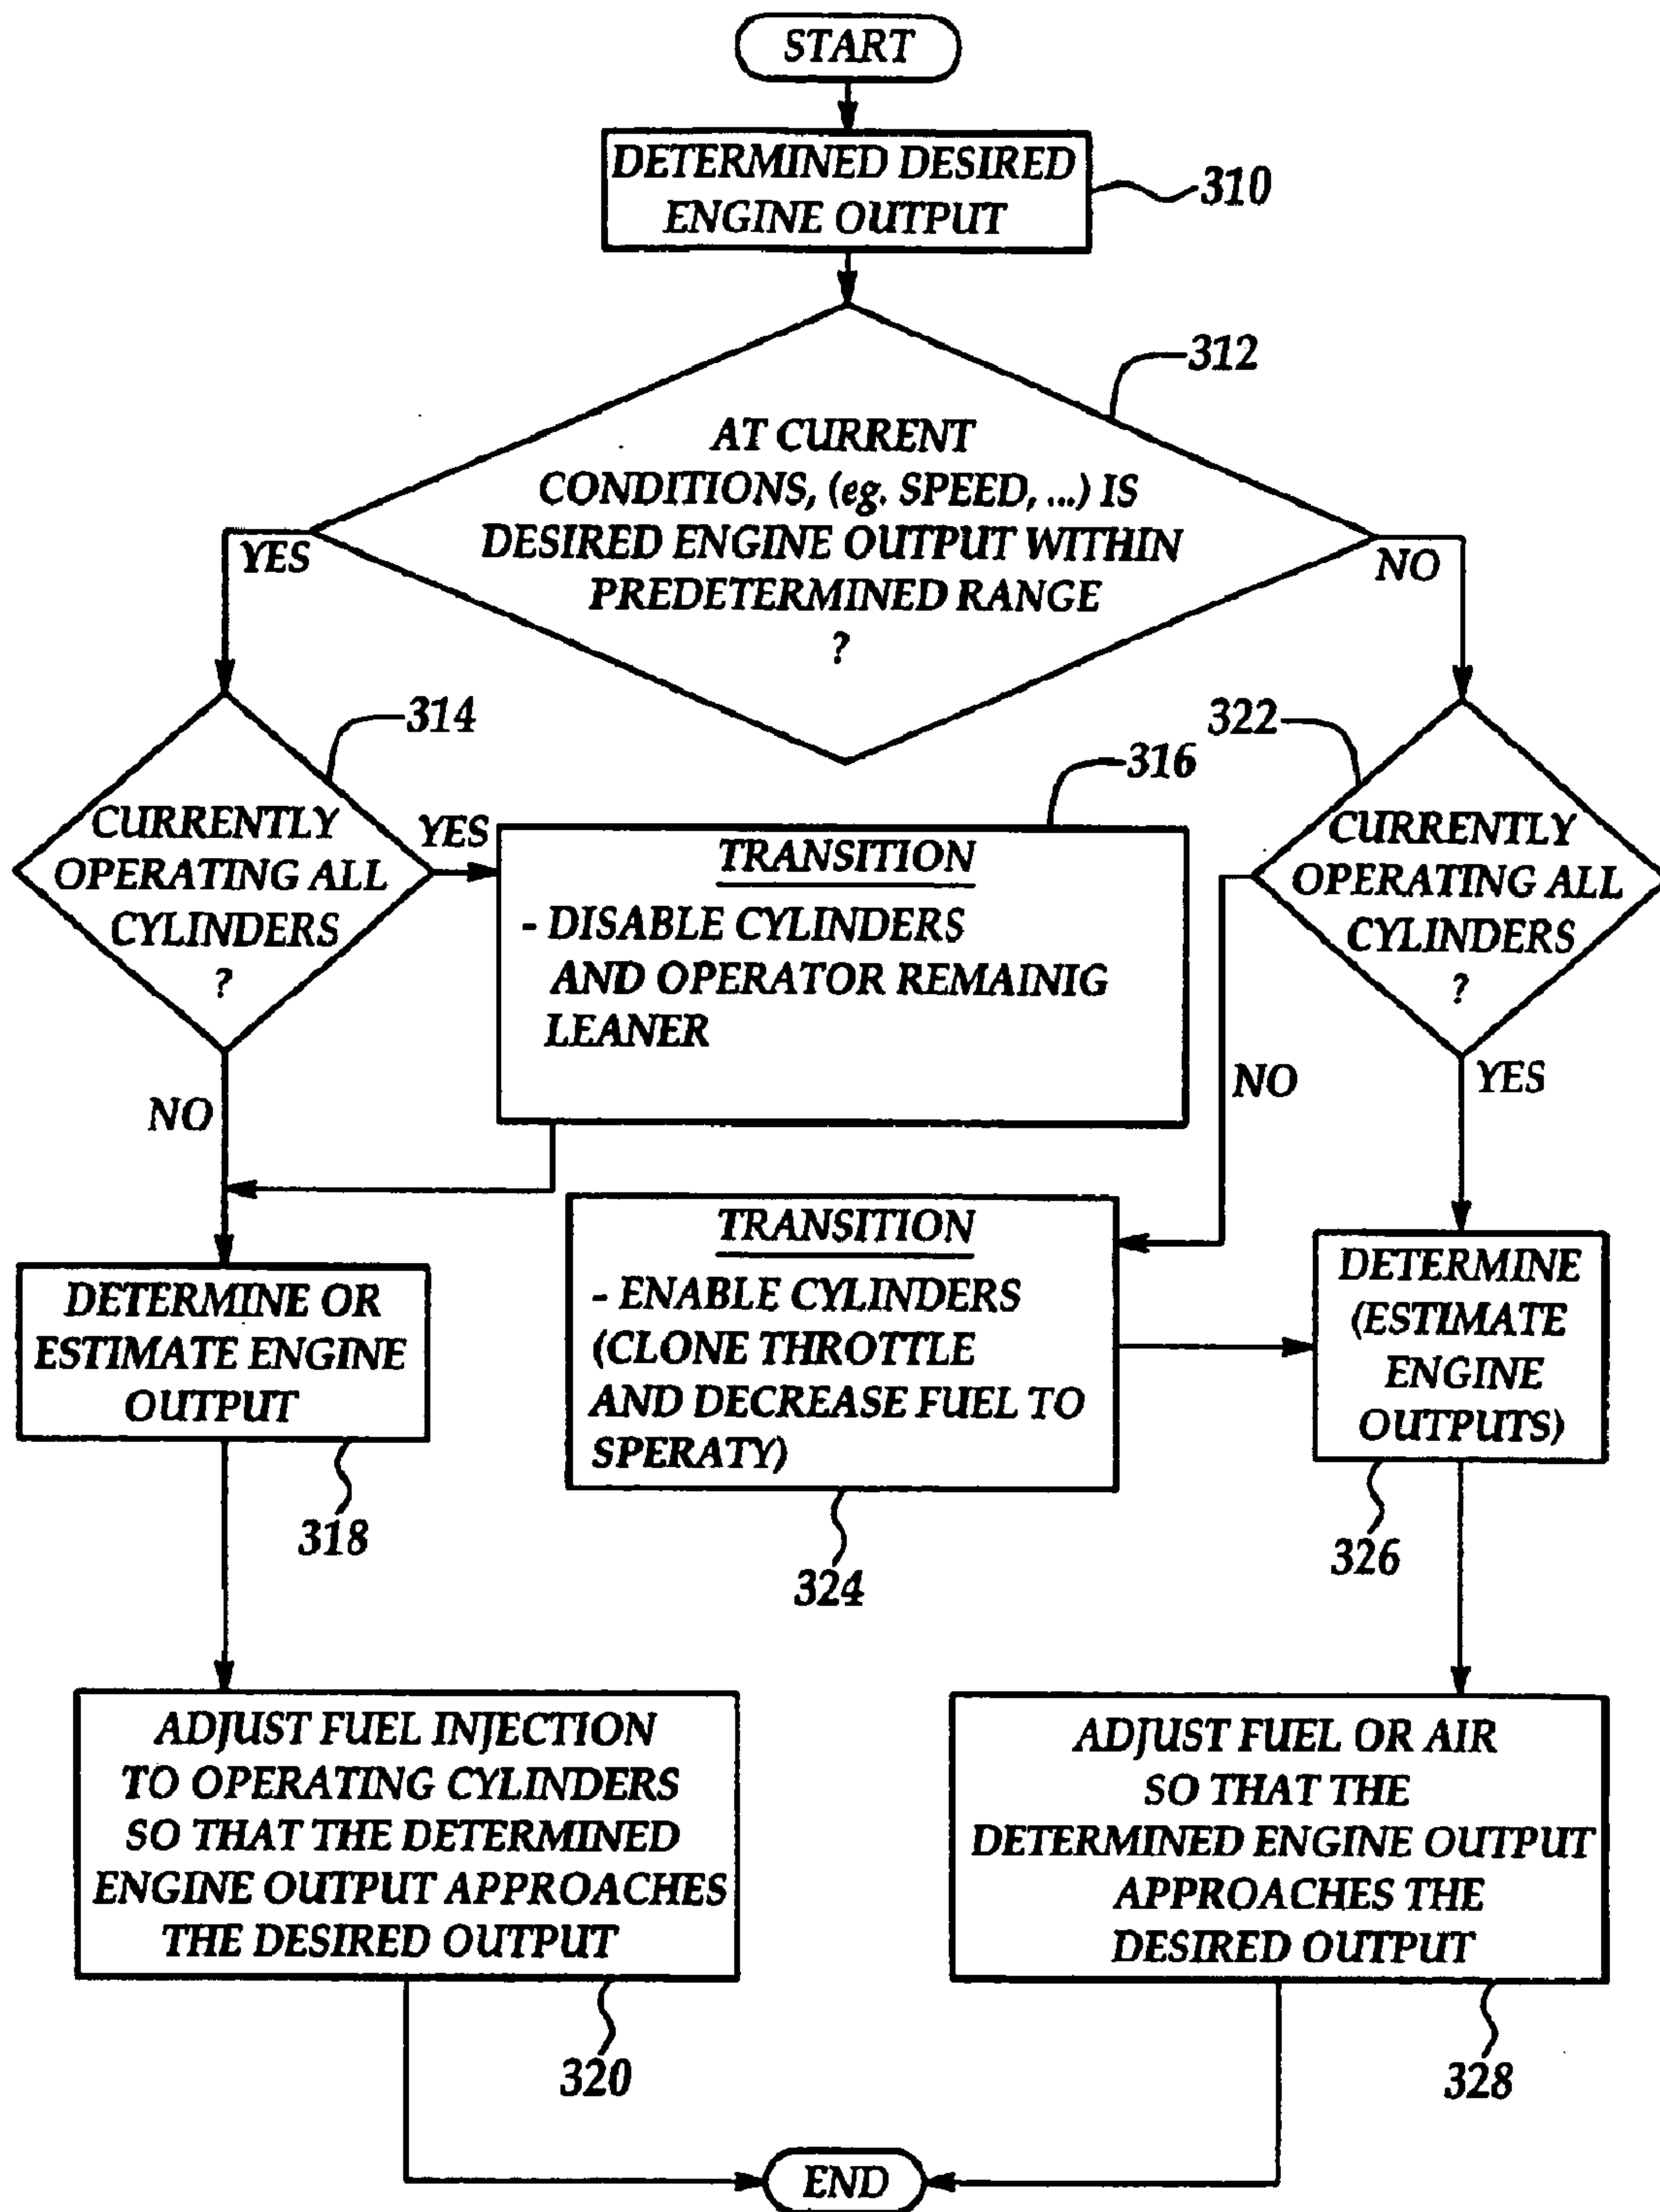 START
DETERMINED DESIRED
ENGINE OUTPUT
310
312
AT CURRENT
CONDITIONS, (eg. SPEED, ...) IS
DESIRED ENGINE OUTPUT WITHIN
PREDETERMINED RANGE
?
YES
NO
314
CURRENTLY
OPERATING ALL
CYLINDERS
?
YES
NO
316
TRANSITION
- DISABLE CYLINDERS
AND OPERATOR REMAINIG
LEANER
322
CURRENTLY
OPERATING ALL
CYLINDERS
?
NO
YES
TRANSITION
- ENABLE CYLINDERS
(CLONE THROTTLE
AND DECREASE FUEL TO
SPERATY)
324
DETERMINE OR
ESTIMATE ENGINE
OUTPUT
318
DETERMINE
(ESTIMATE
ENGINE
OUTPUTS)
326
ADJUST FUEL INJECTION
TO OPERATING CYLINDERS
SO THAT THE DETERMINED
ENGINE OUTPUT APPROACHES
THE DESIRED OUTPUT
320
ADJUST FUEL OR AIR
SO THAT THE
DETERMINED ENGINE OUTPUT
APPROACHES THE
DESIRED OUTPUT
328
END